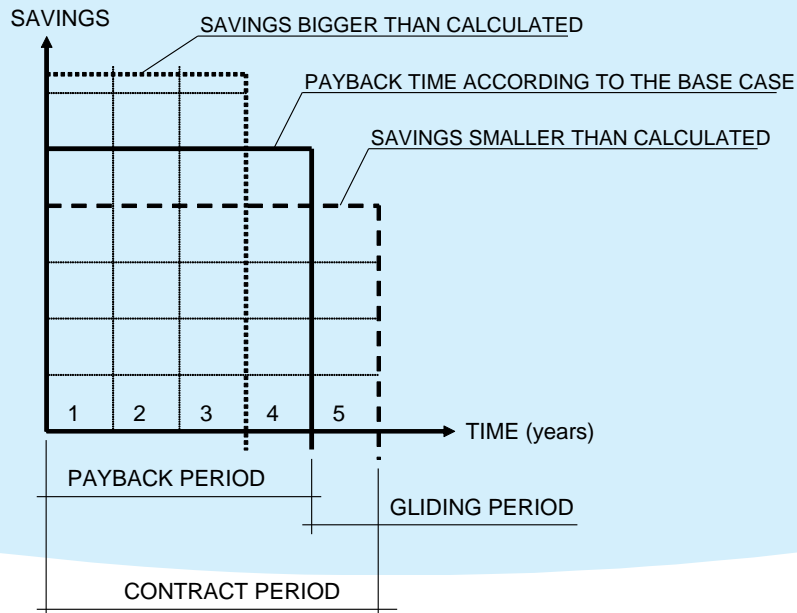 SAVINGS
SAVINGS BIGGER THAN CALCULATED
PAYBACK TIME ACCORDING TO THE BASE CASE
SAVINGS SMALLER THAN CALCULATED
1 2 3 4 5
TIME (years)
PAYBACK PERIOD
GLIDING PERIOD
CONTRACT PERIOD